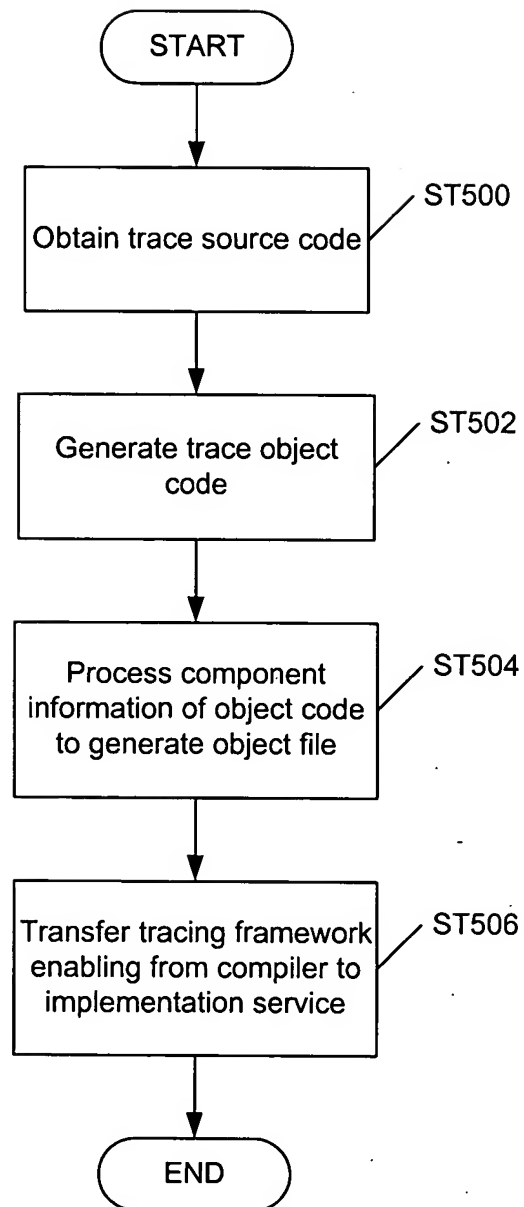 START
ST500
Obtain trace source code
ST502
Generate trace object
code
ST504
Process component
information of object code
to generate object file
ST506
Transfer tracing framework
enabling from compiler to
implementation service
END